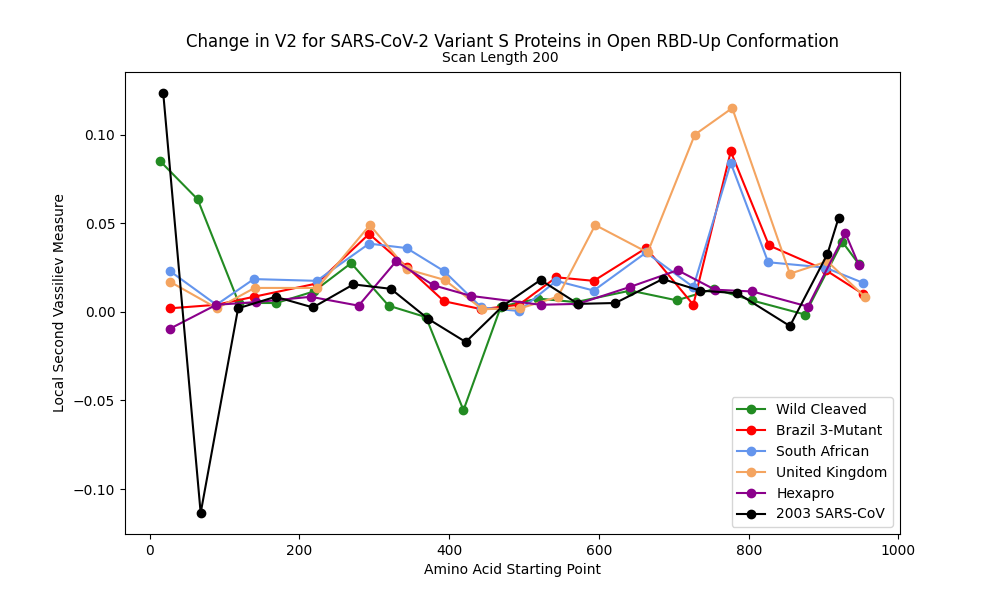 Change in V2 for SARS-CoV-2 Variant S Proteins in Open RBD-Up Conformation
Scan Length 200
Local Second Vassiliev Measure
0.10
0.05
0.00
−0.05
−0.10
Wild Cleaved
Brazil 3-Mutant
South African
United Kingdom
Hexapro
2003 SARS-CoV
0
200
400
600
800
1000
Amino Acid Starting Point